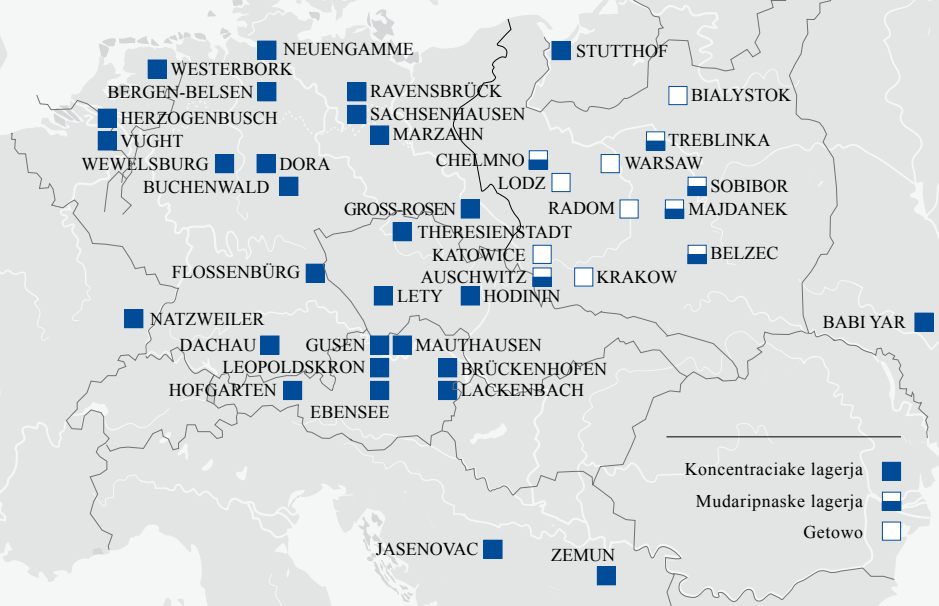 NEUENGAMME
STUTTHOF
WESTERBORK
BERGEN-BELSEN
RAVENSBRÜCK
BIALYSTOK
HERZOGENBUSCH
SACHSENHAUSEN
MARZAHN
VUGHT
TREBLINKA
WEWELSBURG
DORA
CHELMNO
WARSAW
BUCHENWALD
LODZ
SOBIBOR
GROSS-ROSEN
RADOM
MAJDANEK
THERESIENSTADT
KATOWICE
BELZEC
FLOSSENBÜRG
AUSCHWITZ
KRAKOW
LETY
HODININ
NATZWEILER
BABI YAR
DACHAU
GUSEN
MAUTHAUSEN
LEOPOLDSKRON
BRÜCKENHOFEN
HOFGARTEN
LACKENBACH
EBENSEE
Koncentraciake lagerja
Mudaripnaske lagerja
Getowo
JASENOVAC
ZEMUN